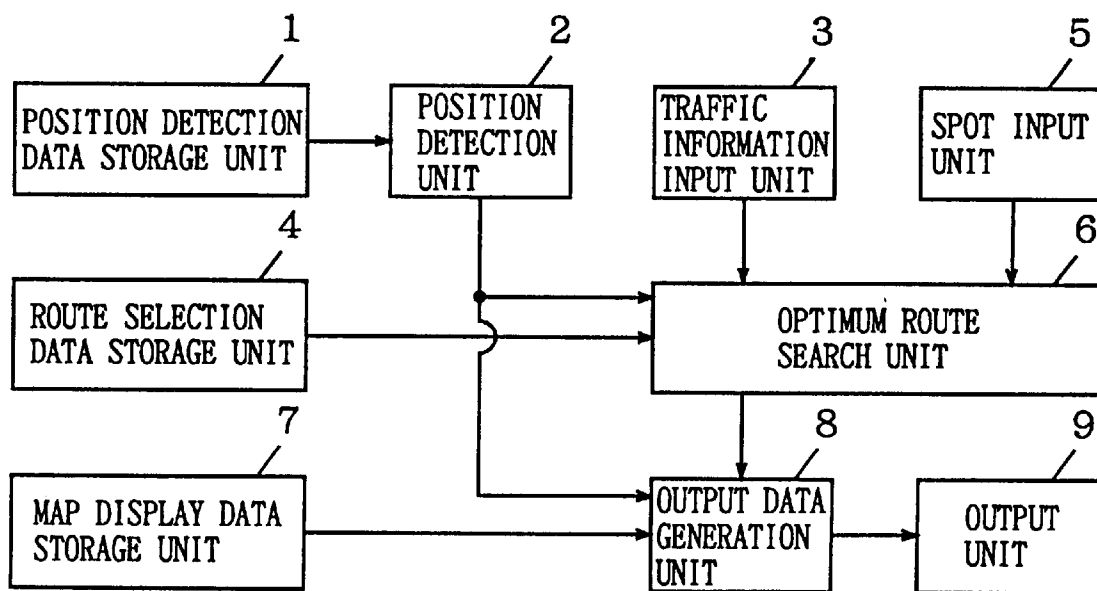 1
POSITION DETECTION
DATA STORAGE UNIT
2
POSITION
DETECTION
UNIT
3
TRAFFIC
INFORMATION
INPUT UNIT
5
SPOT INPUT
UNIT
4
ROUTE SELECTION
DATA STORAGE UNIT
6
OPTIMUM ROUTE
SEARCH UNIT
7
MAP DISPLAY DATA
STORAGE UNIT
8
OUTPUT DATA
GENERATION
UNIT
9
OUTPUT
UNIT